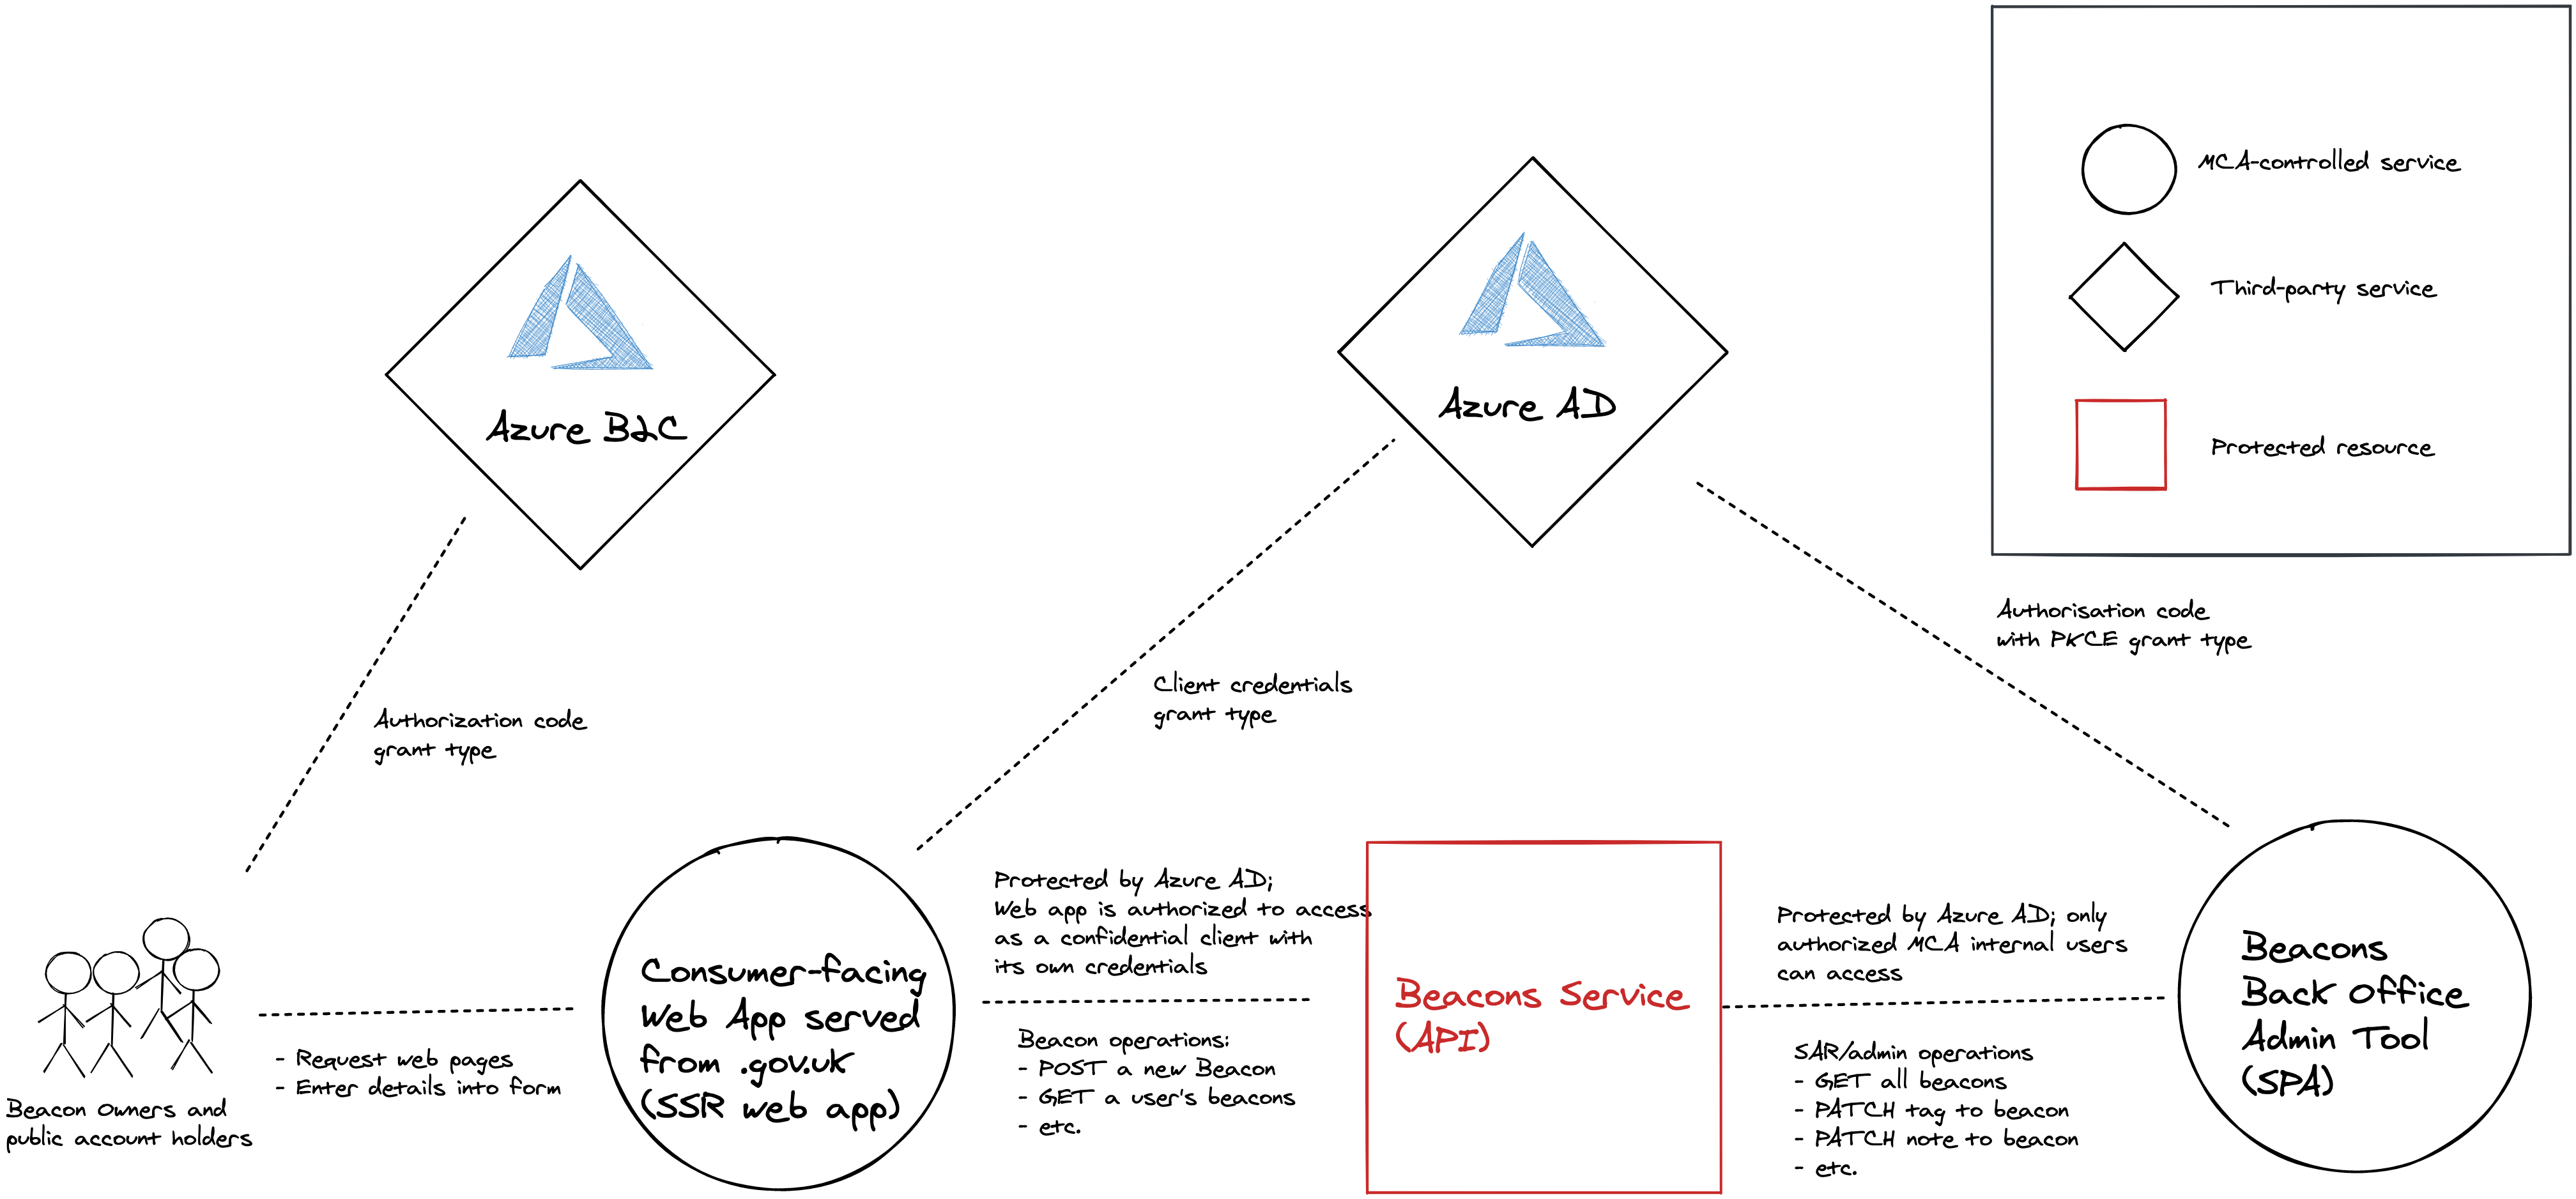 MCA-controlled service
Third-party service
Protected resource
Azure B2C
Azure AD
Authorization code
grant type
Client credentials
grant type
Authorisation code
with PKCE grant type
Beacon Owners and
public account holders
- Request web pages
- Enter details into form
Consumer-facing
Web App served
from .gov.uk
(SSR web app)
Protected by Azure AD;
Web app is authorized to access
as a confidential client with
its own credentials
Beacon operations:
- POST a new Beacon
- GET a user's beacons
- etc.
Beacons Service
(API)
Protected by Azure AD; only
authorized MCA internal users
can access
SAR/admin operations
- GET all beacons
- PATCH tag to beacon
- PATCH note to beacon
- etc.
Beacons
Back Office
Admin Tool
(SPA)